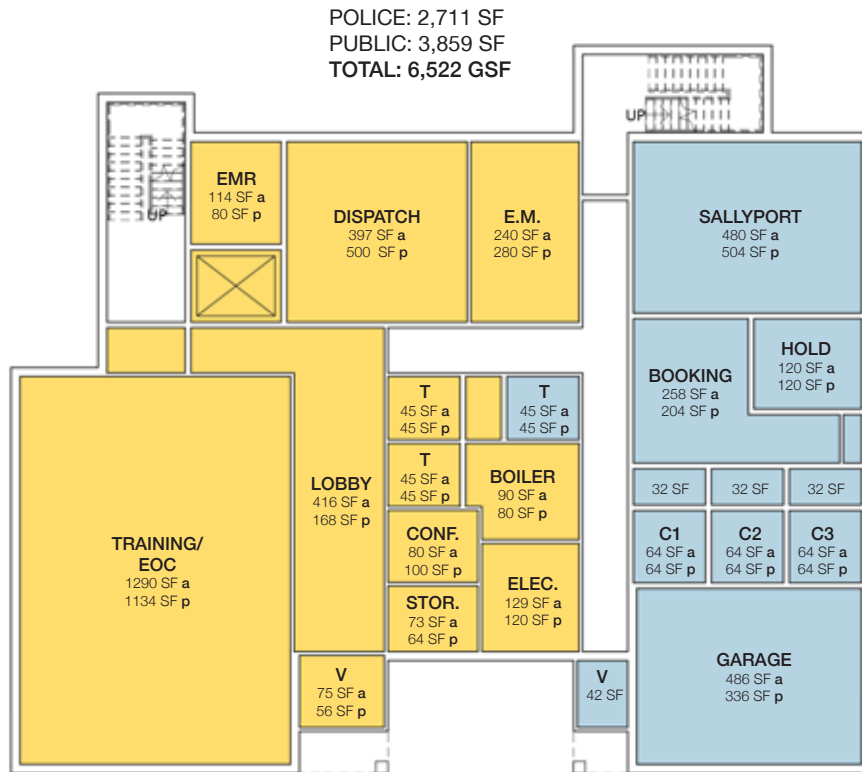 POLICE: 2,711 SF
PUBLIC: 3,859 SF
TOTAL: 6,522 GSF
UP
UP
EMR
114 SF a
80 SF p
DISPATCH
397 SF a
500 SF p
E.M.
240 SF a
280 SF p
SALLYPORT
480 SF a
504 SF p
HOLD
120 SF a
120 SF p
BOOKING
258 SF a
204 SF p
T
45 SF a
45 SF p
T
45 SF a
45 SF p
T
45 SF a
45 SF p
LOBBY
416 SF a
168 SF p
BOILER
90 SF a
80 SF p
32 SF
32 SF
32 SF
TRAINING/
EOC
1290 SF a
1134 SF p
CONF.
80 SF a
100 SF p
C1
64 SF a
64 SF p
C2
64 SF a
64 SF p
C3
64 SF a
64 SF p
ELEC.
129 SF a
120 SF p
STOR.
73 SF a
64 SF p
V
75 SF a
56 SF p
V
42 SF
GARAGE
486 SF a
336 SF p